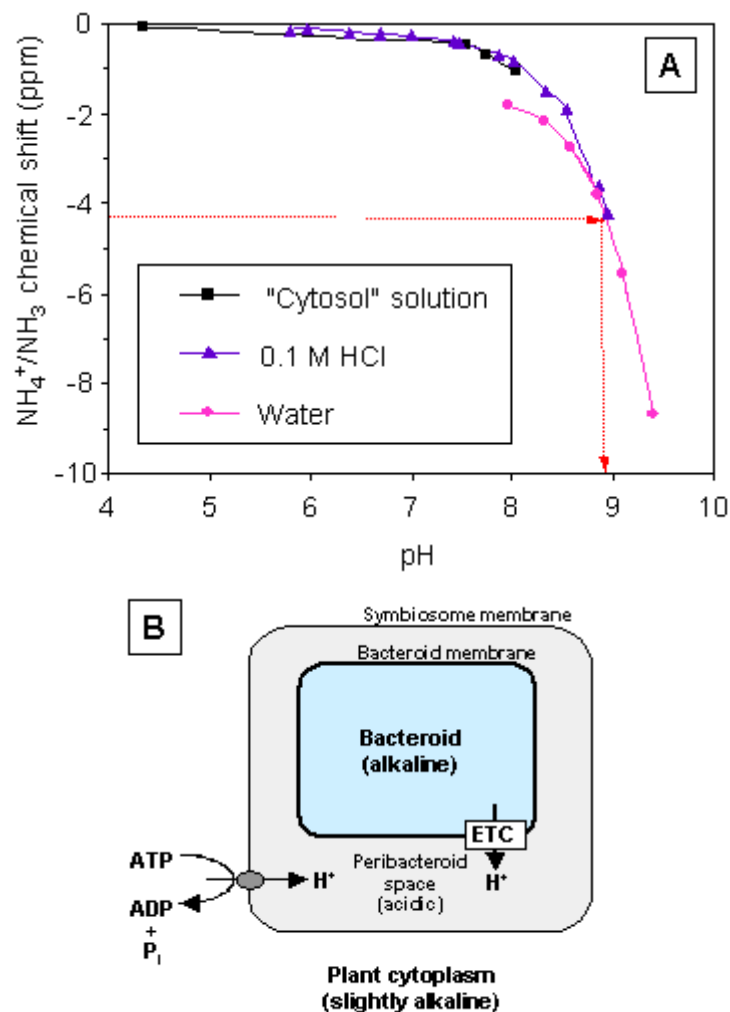 A
NH₄⁺/NH₃ chemical shift (ppm)
0
-2
-4
-6
-8
-10
"Cytosol" solution
0.1 M HCl
Water
4 5 6 7 8 9 10
pH
B
Symbiosome membrane
Bacteroid membrane
Bacteroid
(alkaline)
ETC
ATP
ADP
+
Pᵢ
H⁺
Peribacteroid
space
(acidic)
H⁺
Plant cytoplasm
(slightly alkaline)